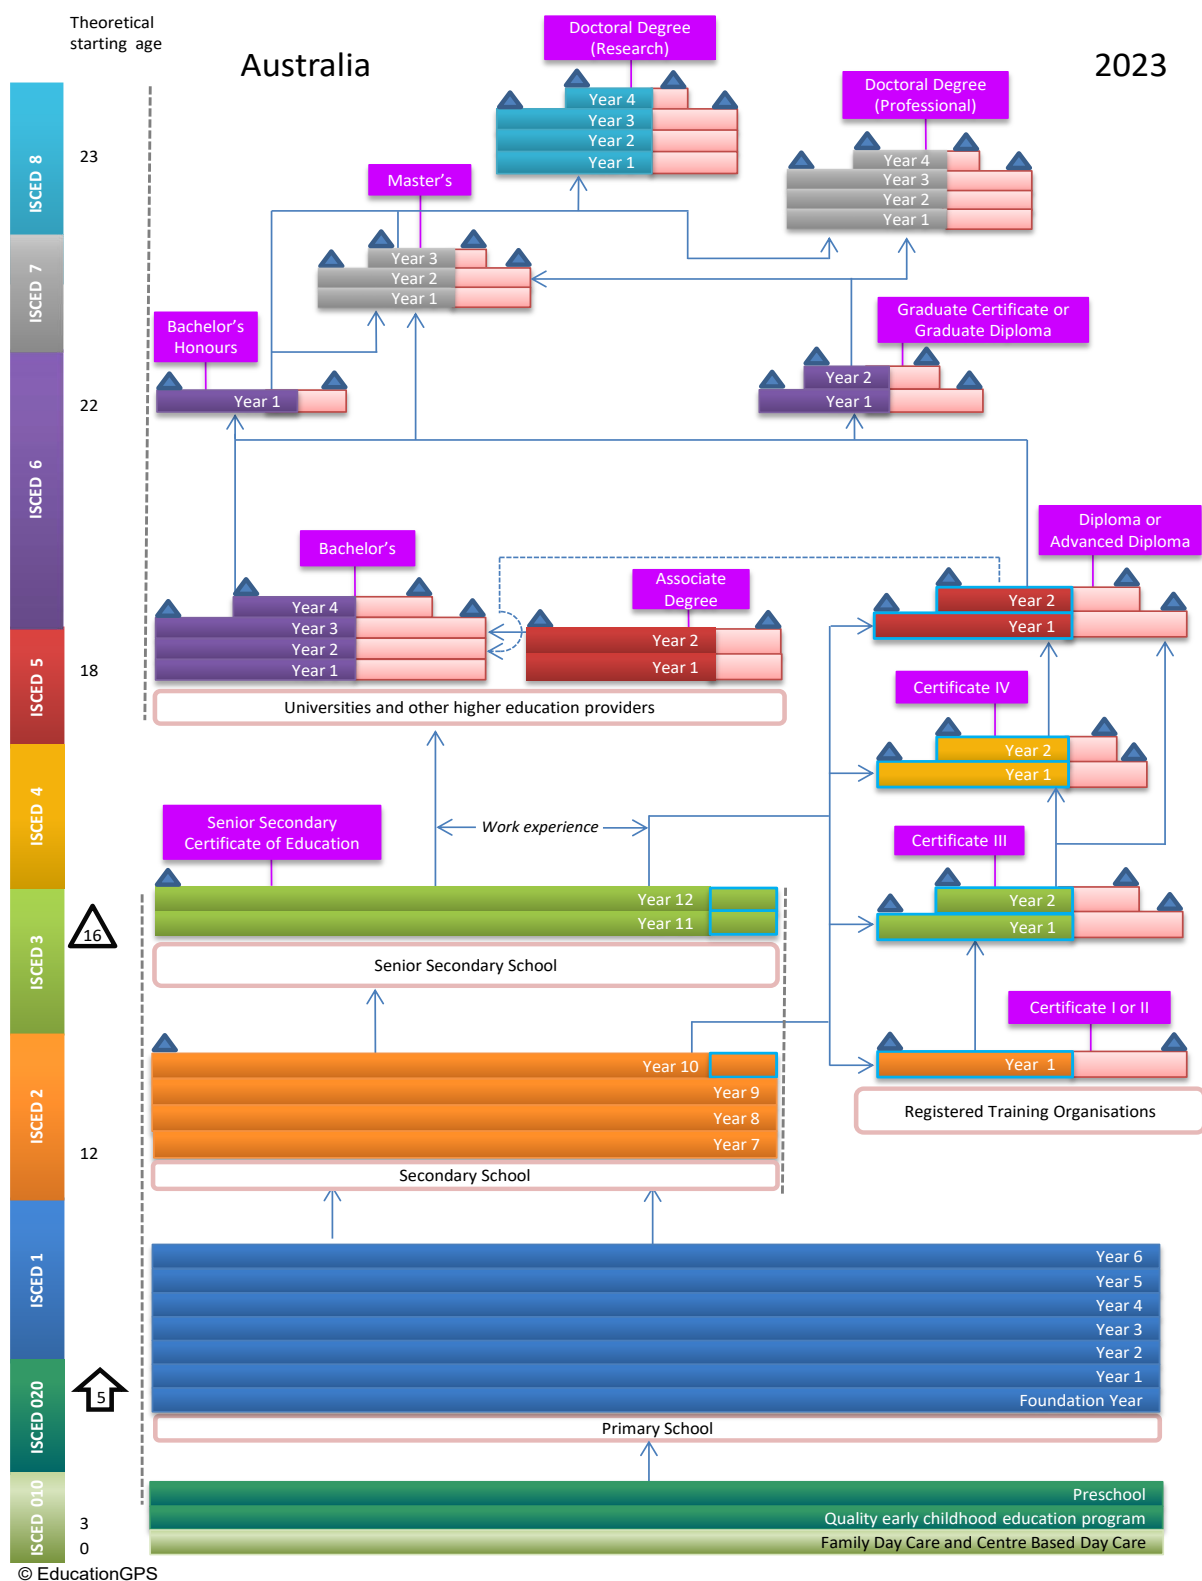 Theoretical
starting age
Australia
2023
Doctoral Degree
(Research)
Doctoral Degree
(Professional)
ISCED 8
23
Year 4
Year 3
Year 2
Year 1
Year 4
Year 3
Year 2
Year 1
Master's
ISCED 7
Year 3
Year 2
Year 1
Bachelor's
Honours
Graduate Certificate or
Graduate Diploma
ISCED 6
22
Year 1
Year 2
Year 1
Bachelor's
Associate
Degree
Diploma or
Advanced Diploma
ISCED 5
18
Year 4
Year 3
Year 2
Year 1
Year 2
Year 1
Year 2
Year 1
Universities and other higher education providers
Certificate IV
ISCED 4
Year 2
Year 1
Senior Secondary
Certificate of Education
Work experience
Certificate III
ISCED 3
16
Year 12
Year 11
Year 2
Year 1
Senior Secondary School
Certificate I or II
ISCED 2
12
Year 10
Year 9
Year 8
Year 7
Year 1
Registered Training Organisations
Secondary School
ISCED 1
Year 6
Year 5
Year 4
Year 3
Year 2
Year 1
Foundation Year
ISCED 020
5
Primary School
ISCED 010
3
0
Preschool
Quality early childhood education program
Family Day Care and Centre Based Day Care
© EducationGPS